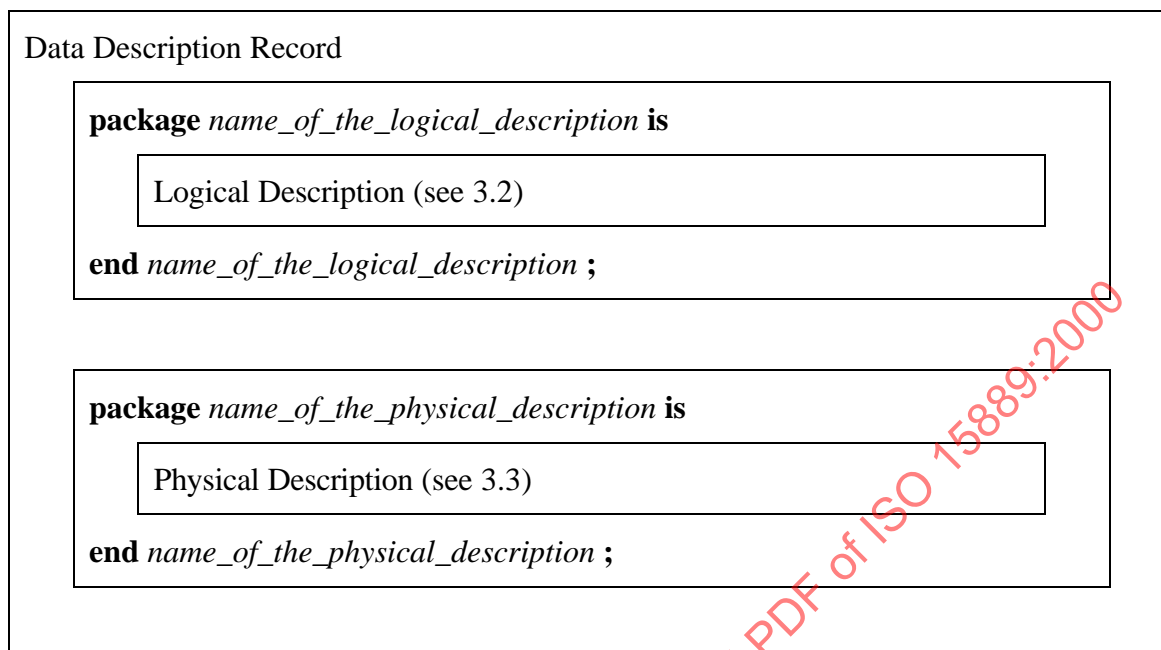 Data Description Record
package name_of_the_logical_description is
Logical Description (see 3.2)
end name_of_the_logical_description ;
package name_of_the_physical_description is
Physical Description (see 3.3)
end name_of_the_physical_description ;
PDF of ISO 15889:2000